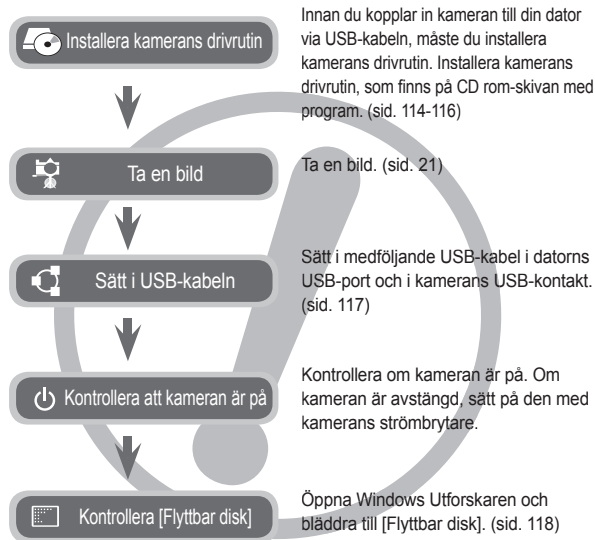 Installera kamerans drivrutin
Innan du kopplar in kameran till din dator
via USB-kabeln, måste du installera
kamerans drivrutin. Installera kamerans
drivrutin, som finns på CD rom-skivan med
program. (sid. 114-116)
Ta en bild
Ta en bild. (sid. 21)
Sätt i USB-kabeln
Sätt i medföljande USB-kabel i datorns
USB-port och i kamerans USB-kontakt.
(sid. 117)
Kontrollera att kameran är på
Kontrollera om kameran är på. Om
kameran är avstängd, sätt på den med
kamerans strömbrytare.
Kontrollera [Flyttbar disk]
Öppna Windows Utforskaren och
bläddra till [Flyttbar disk]. (sid. 118)